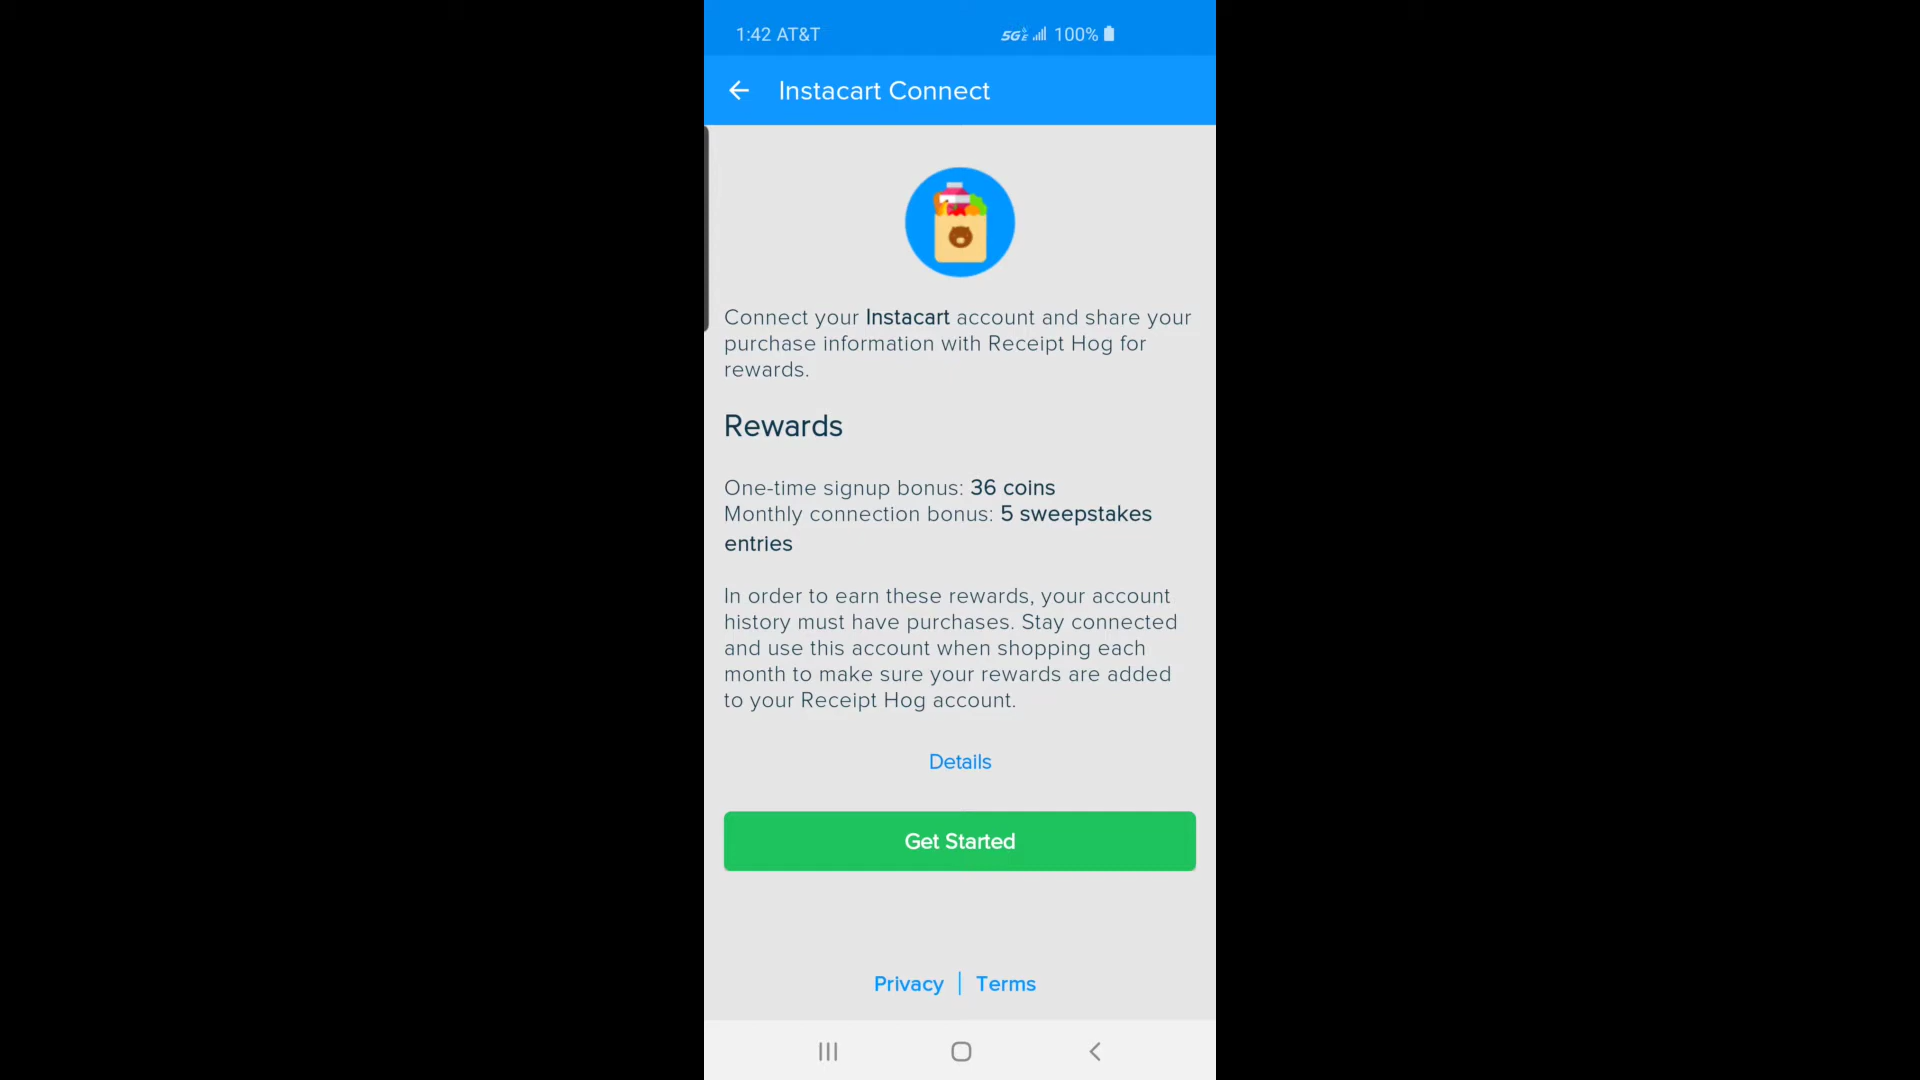 1:42 AT&T 5GE 100%
Instacart Connect
Connect your Instacart account and share your
purchase information with Receipt Hog for
rewards.
Rewards
One-time signup bonus: 36 coins
Monthly connection bonus: 5 sweepstakes
entries
In order to earn these rewards, your account
history must have purchases. Stay connected
and use this account when shopping each
month to make sure your rewards are added
to your Receipt Hog account.
Details
Get Started
Privacy | Terms